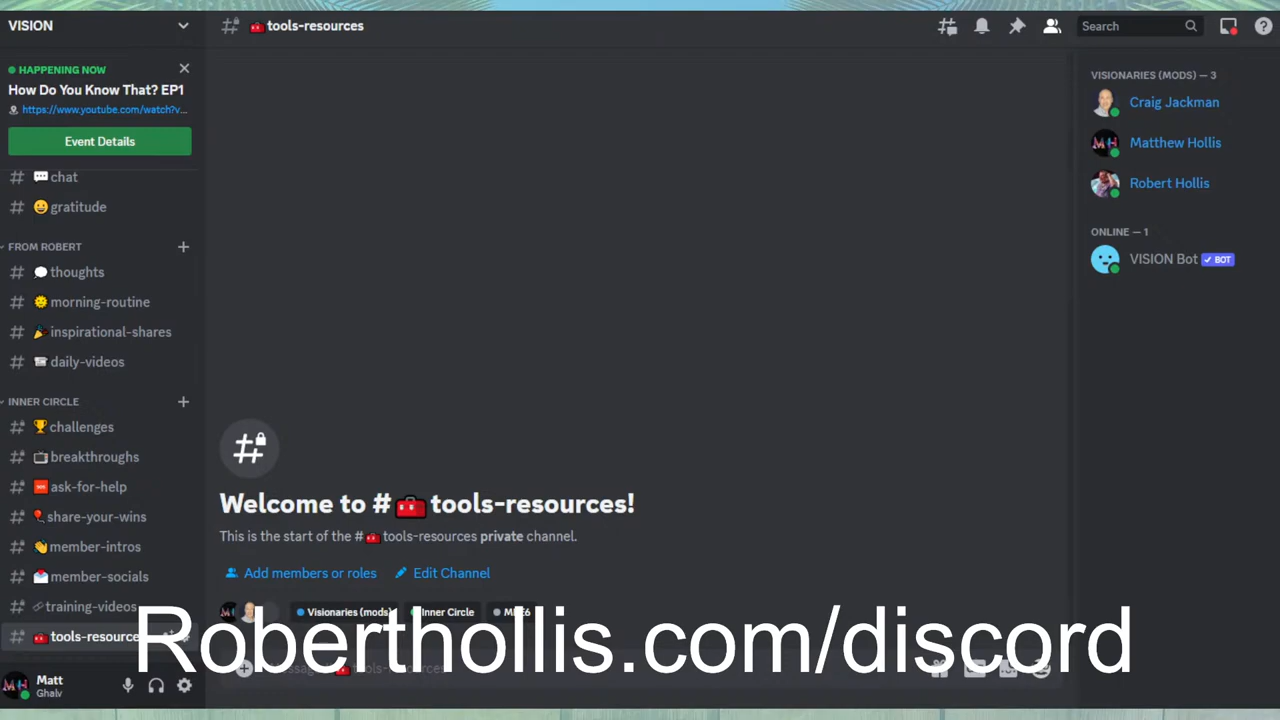 VISION
HAPPENING NOW
How Do You Know That? EP1
https://www.youtube.com/watch?v...
Event Details
chat
gratitude
FROM ROBERT
thoughts
morning-routine
inspirational-shares
daily-videos
INNER CIRCLE
challenges
breakthroughs
ask-for-help
share-your-wins
member-intros
member-socials
training-videos
tools-resources
Matt
Ghalv
tools-resources
Welcome to # tools-resources!
This is the start of the # tools-resources private channel.
Add members or roles Edit Channel
Visionaries (mods) Inner Circle
tools-resources
Roberthollis.com/discord
Search
VISIONARIES (MODS) — 3
Craig Jackman
Matthew Hollis
Robert Hollis
ONLINE — 1
VISION Bot BOT